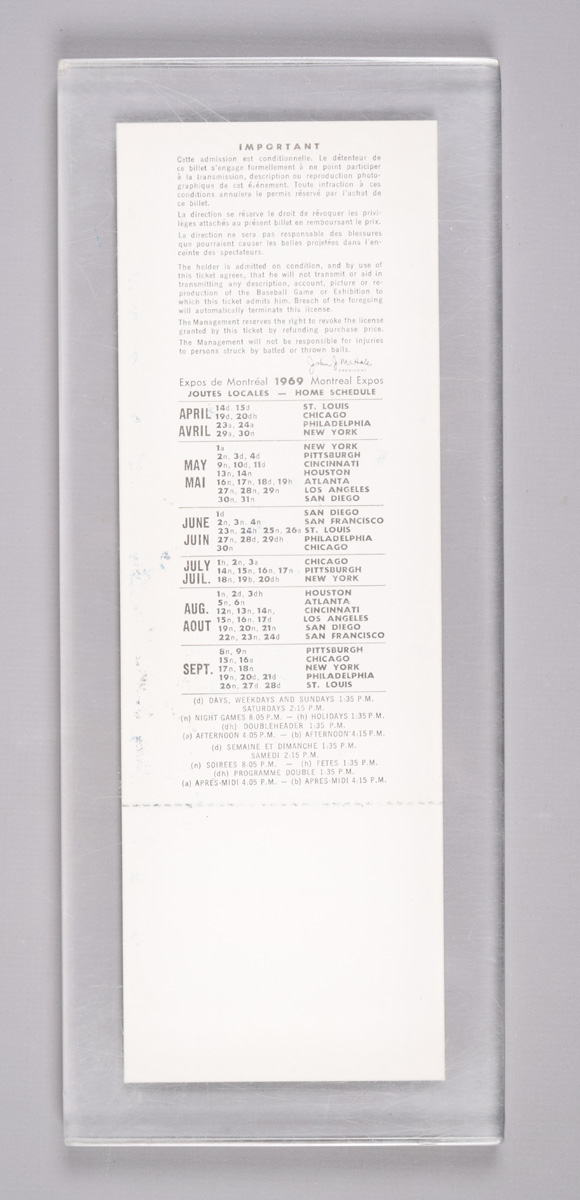 IMPORTANT
Cette admission est conditionnelle. Le détenteur de
ce billet s'engage formellement à ne point participer
à la transmission, description ou reproduction photo-
graphique de cet événement. Toute infraction à ces
conditions annulera le permis réservé par l'achat de
ce billet.
La direction se réserve le droit de révoquer les privi-
lèges attachés au présent billet en remboursant le prix.
La direction ne sera pas responsable des blessures
que pourraient causer les balles projetées dans l'en-
ceinte des spectateurs.
The holder is admitted on condition, and by use of
this ticket agrees, that he will not transmit or aid in
transmitting any description, account, picture or re-
production of the Baseball Game or Exhibition to
which this ticket admits him. Breach of the foregoing
will automatically terminate this license.
The Management reserves the right to revoke the license
granted by this ticket by refunding purchase price.
The Management will not be responsible for injuries
to persons struck by batted or thrown balls.
John J. McHale
PRESIDENT
Expos de Montréal 1969 Montreal Expos
JOUTES LOCALES — HOME SCHEDULE
APRIL 14d, 15d ST. LOUIS
19d, 20dh CHICAGO
23a, 24a PHILADELPHIA
AVRIL 29a, 30n NEW YORK
1a NEW YORK
2n, 3d, 4d PITTSBURGH
MAY 9n, 10d, 11d CINCINNATI
13n, 14n HOUSTON
MAI 16n, 17n, 18d, 19h ATLANTA
27n, 28n, 29n LOS ANGELES
30n, 31n SAN DIEGO
1d SAN DIEGO
JUNE 2n, 3n, 4n SAN FRANCISCO
23n, 24h 25n, 26a ST. LOUIS
JUIN 27n, 28d, 29dh PHILADELPHIA
30n CHICAGO
JULY 1h, 2n, 3a CHICAGO
14n, 15n, 16n, 17n PITTSBURGH
JUIL. 18n, 19b, 20dh NEW YORK
1n, 2d, 3dh HOUSTON
5n, 6n ATLANTA
AUG. 12n, 13n, 14n, CINCINNATI
15n, 16n, 17d LOS ANGELES
AOUT 19n, 20n, 21n SAN DIEGO
22n, 23n, 24d SAN FRANCISCO
8n, 9n PITTSBURGH
15n, 16a CHICAGO
SEPT. 17n, 18n NEW YORK
19n, 20d, 21d PHILADELPHIA
26n, 27d 28d ST. LOUIS
(d) DAYS, WEEKDAYS AND SUNDAYS 1:35 P.M.
SATURDAYS 2:15 P.M.
(n) NIGHT GAMES 8:05 P.M. — (h) HOLIDAYS 1:35 P.M.
(dh) DOUBLEHEADER 1:35 P.M.
(a) AFTERNOON 4:05 P.M. — (b) AFTERNOON 4:15 P.M.
(d) SEMAINE ET DIMANCHE 1:35 P.M.
SAMEDI 2:15 P.M.
(n) SOIREES 8:05 P.M. — (h) FETES 1:35 P.M.
(dh) PROGRAMME DOUBLE 1:35 P.M.
(a) APRES-MIDI 4:05 P.M. — (b) APRES-MIDI 4:15 P.M.